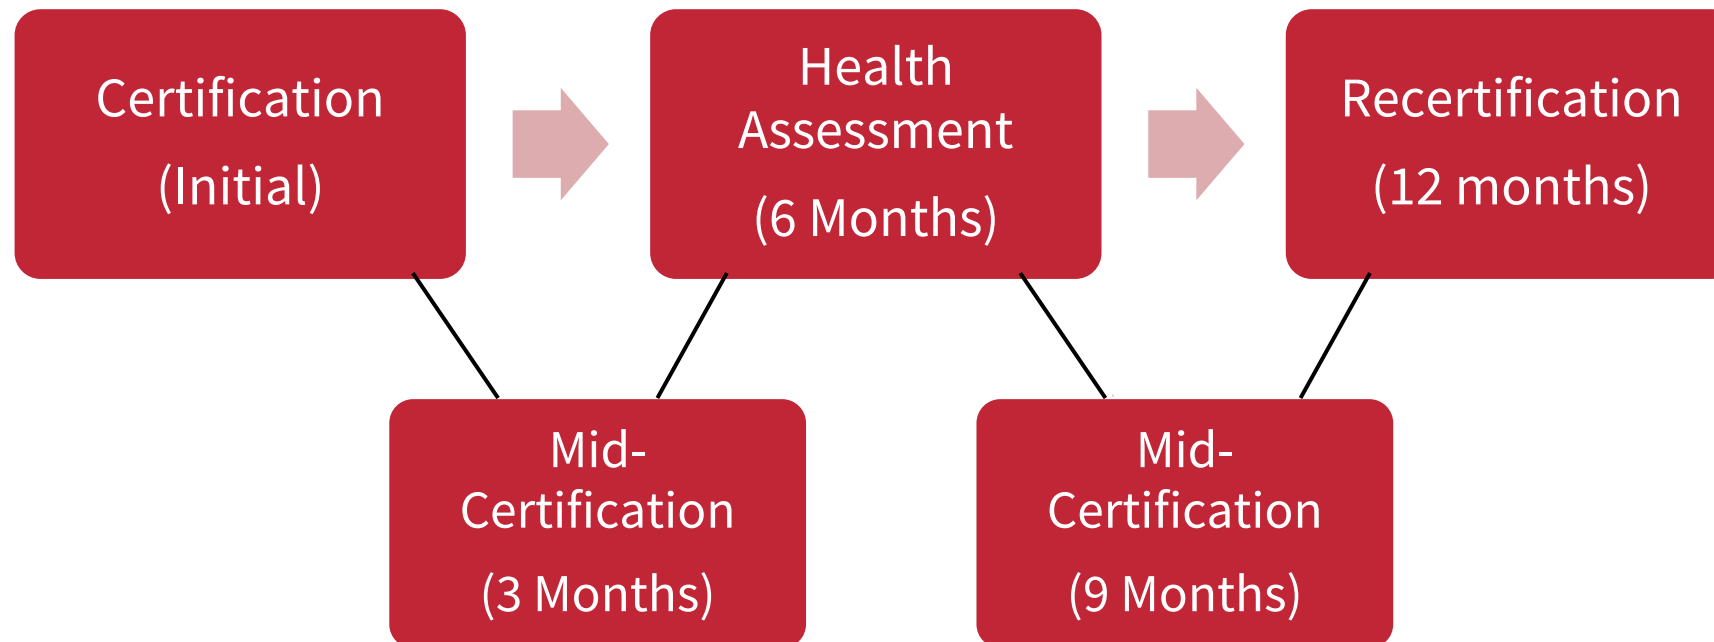 Certification
(Initial)
Health
Assessment
(6 Months)
Recertification
(12 months)
Mid-
Certification
(3 Months)
Mid-
Certification
(9 Months)